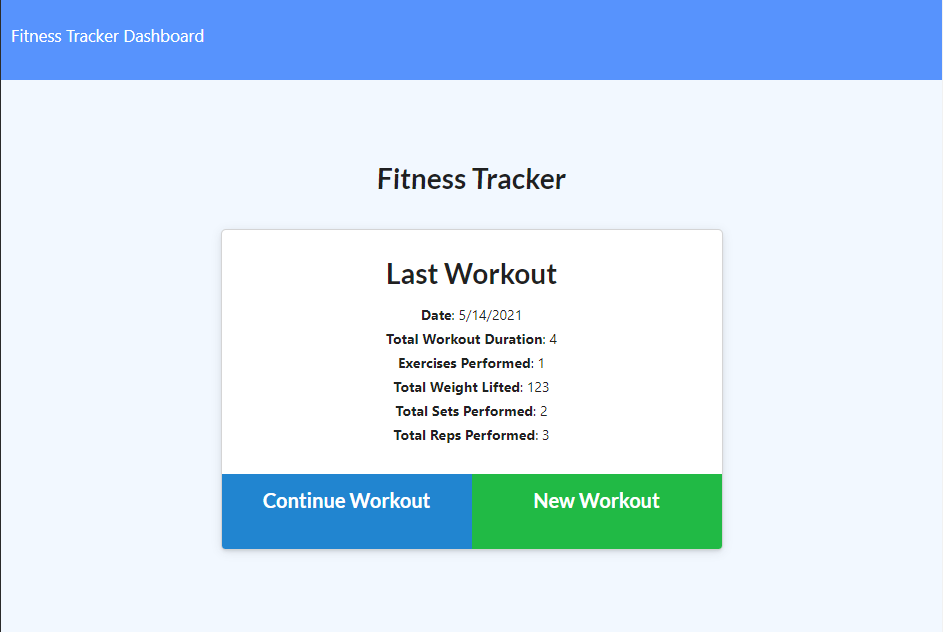 Fitness Tracker Dashboard
Fitness Tracker
Last Workout
Date: 5/14/2021
Total Workout Duration: 4
Exercises Performed: 1
Total Weight Lifted: 123
Total Sets Performed: 2
Total Reps Performed: 3
Continue Workout
New Workout